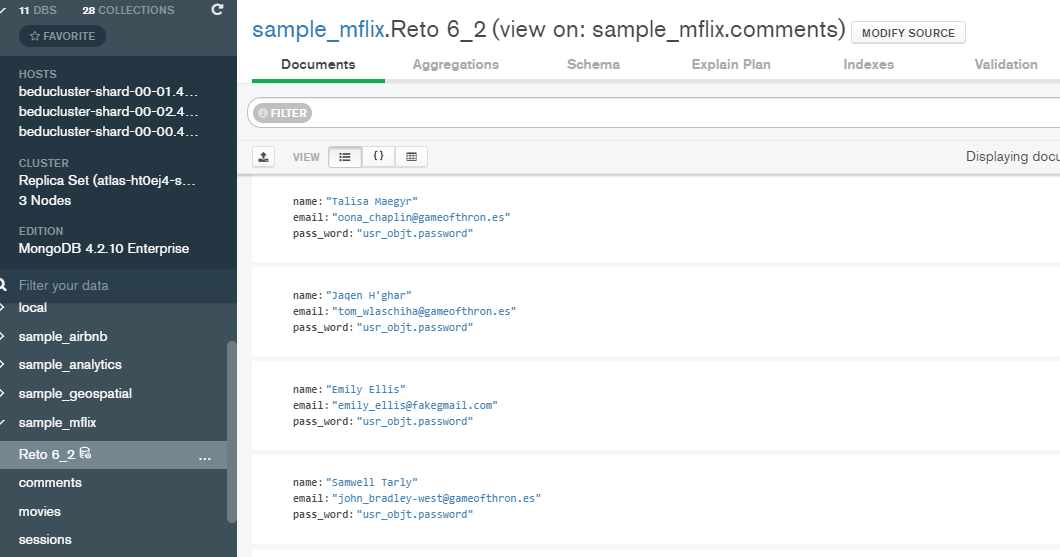 11 DBS 28 COLLECTIONS
FAVORITE
HOSTS
beducluster-shard-00-01.4...
beducluster-shard-00-02.4...
beducluster-shard-00-00.4...
CLUSTER
Replica Set (atlas-ht0ej4-s...
3 Nodes
EDITION
MongoDB 4.2.10 Enterprise
Filter your data
local
sample_airbnb
sample_analytics
sample_geospatial
sample_mflix
Reto 6_2 ...
comments
movies
sessions
sample_mflix.Reto 6_2 (view on: sample_mflix.comments) MODIFY SOURCE
Documents Aggregations Schema Explain Plan Indexes Validation
FILTER
VIEW {} Displaying docu
name: "Talisa Maegyr"
email: "oona_chaplin@gameofthron.es"
pass_word: "usr_objt.password"
name: "Jaqen H'ghar"
email: "tom_wlaschiha@gameofthron.es"
pass_word: "usr_objt.password"
name: "Emily Ellis"
email: "emily_ellis@fakegmail.com"
pass_word: "usr_objt.password"
name: "Samwell Tarly"
email: "john_bradley-west@gameofthron.es"
pass_word: "usr_objt.password"